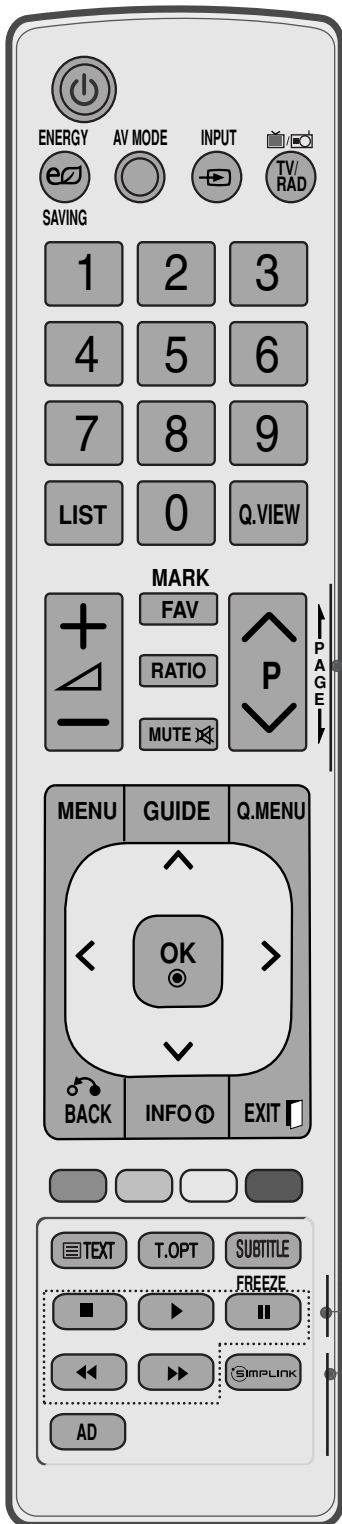 ENERGY AV MODE INPUT
TV/
RAD
SAVING
1 2 3
4 5 6
7 8 9
LIST 0 Q.VIEW
MARK
FAV
RATIO
MUTE
P
PAGE
MENU GUIDE Q.MENU
OK
BACK INFO EXIT
TEXT T.OPT SUBTITLE
FREEZE
SIMPLINK
AD